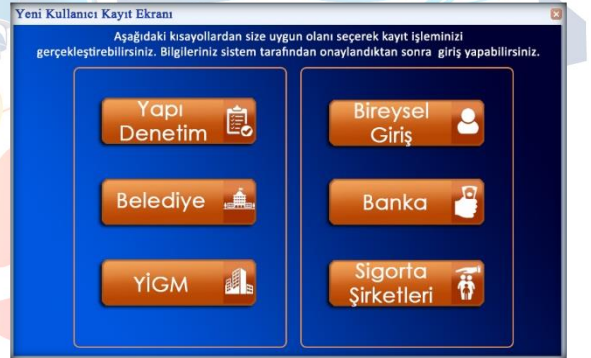 Yeni Kullanıcı Kayıt Ekranı
Aşağıdaki kısayollardan size uygun olanı seçerek kayıt işleminizi
gerçekleştirebilirsiniz. Bilgileriniz sistem tarafından onaylandıktan sonra giriş yapabilirsiniz.
Yapı
Denetim
Belediye
YİGM
Bireysel
Giriş
Banka
Sigorta
Şirketleri